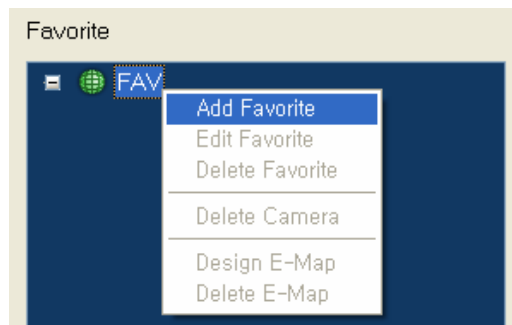 Favorite
FAV
Add Favorite
Edit Favorite
Delete Favorite
Delete Camera
Design E-Map
Delete E-Map